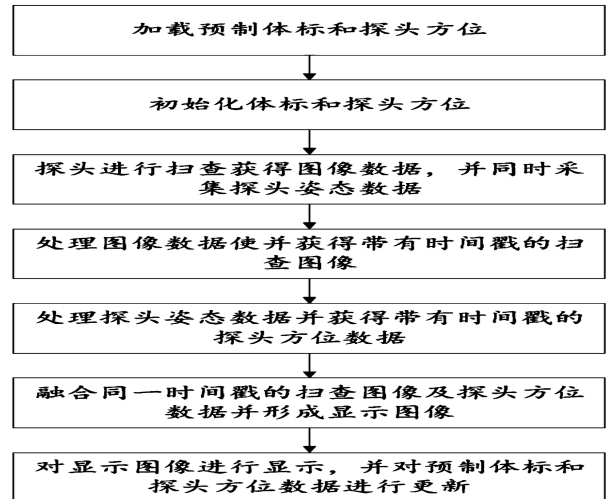 加载预制体标和探头方位
初始化体标和探头方位
探头进行扫查获得图像数据，并同时采
集探头姿态数据
处理图像数据使并获得带有时间戳的扫
查图像
处理探头姿态数据并获得带有时间戳的
探头方位数据
融合同一时间戳的扫查图像及探头方位
数据并形成显示图像
对显示图像进行显示，并对预制体标和
探头方位数据进行更新